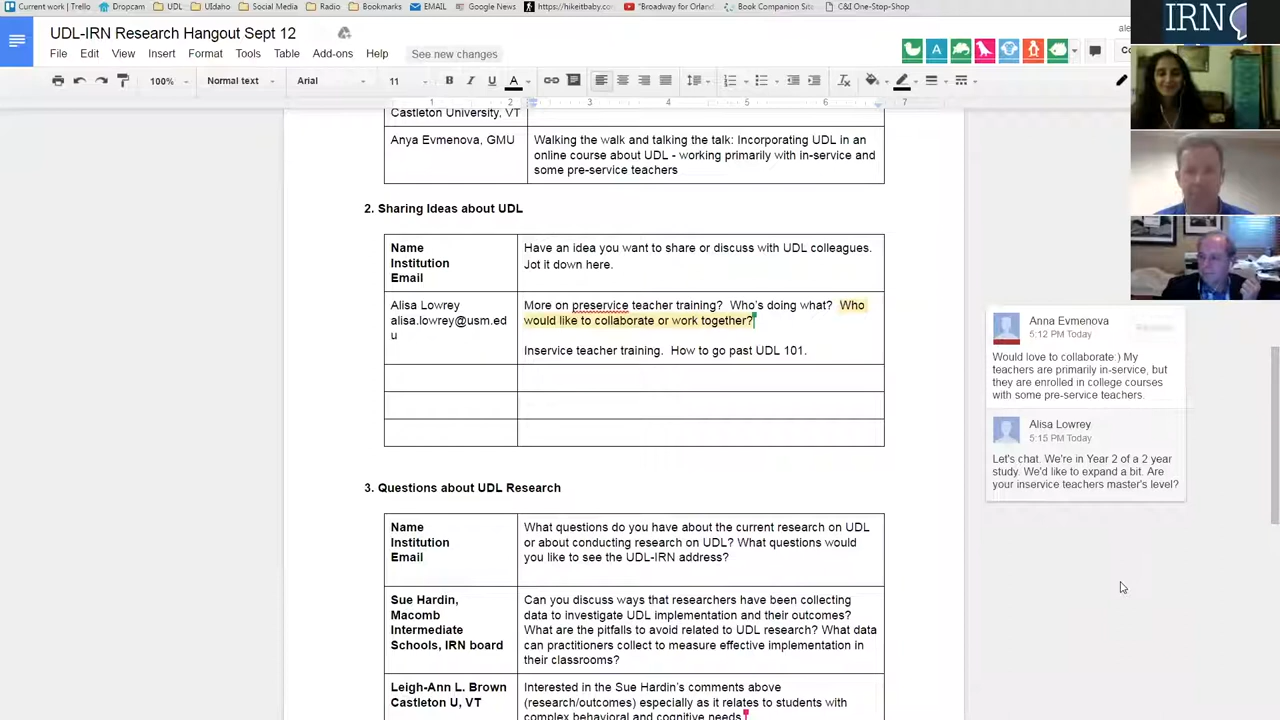 Current work | Trello
Dropcam
UDL
UIdaho
Social Media
Radio
Bookmarks
EMail
Google News
https://hikeitbaby.c
"Broadway for Orland
Book Companion Site
C&I One-Stop-Shop
UDL-IRN Research Hangout Sept 12
File Edit View Insert Format Tools Table Add-ons Help
See new changes
100% Normal text Arial 11 B I U A
1 2 3 4 5 6 7
Castleton University, VT
Anya Evmenova, GMU
Walking the walk and talking the talk: Incorporating UDL in an
online course about UDL - working primarily with in-service and
some pre-service teachers
2. Sharing Ideas about UDL
Name
Institution
Email
Have an idea you want to share or discuss with UDL colleagues.
Jot it down here.
Alisa Lowrey
alisa.lowrey@usm.ed
u
More on preservice teacher training? Who's doing what? Who
would like to collaborate or work together?
Inservice teacher training. How to go past UDL 101.
3. Questions about UDL Research
Name
Institution
Email
What questions do you have about the current research on UDL
or about conducting research on UDL? What questions would
you like to see the UDL-IRN address?
Sue Hardin,
Macomb
Intermediate
Schools, IRN board
Can you discuss ways that researchers have been collecting
data to investigate UDL implementation and their outcomes?
What are the pitfalls to avoid related to UDL research? What data
can practitioners collect to measure effective implementation in
their classrooms?
Leigh-Ann L. Brown
Castleton U, VT
Interested in the Sue Hardin's comments above
(research/outcomes) especially as it relates to students with
complex behavioral and cognitive needs
Anna Evmenova
5:12 PM Today
Would love to collaborate:) My
teachers are primarily in-service, but
they are enrolled in college courses
with some pre-service teachers.
Alisa Lowrey
5:15 PM Today
Let's chat. We're in Year 2 of a 2 year
study. We'd like to expand a bit. Are
your inservice teachers master's level?
IRN